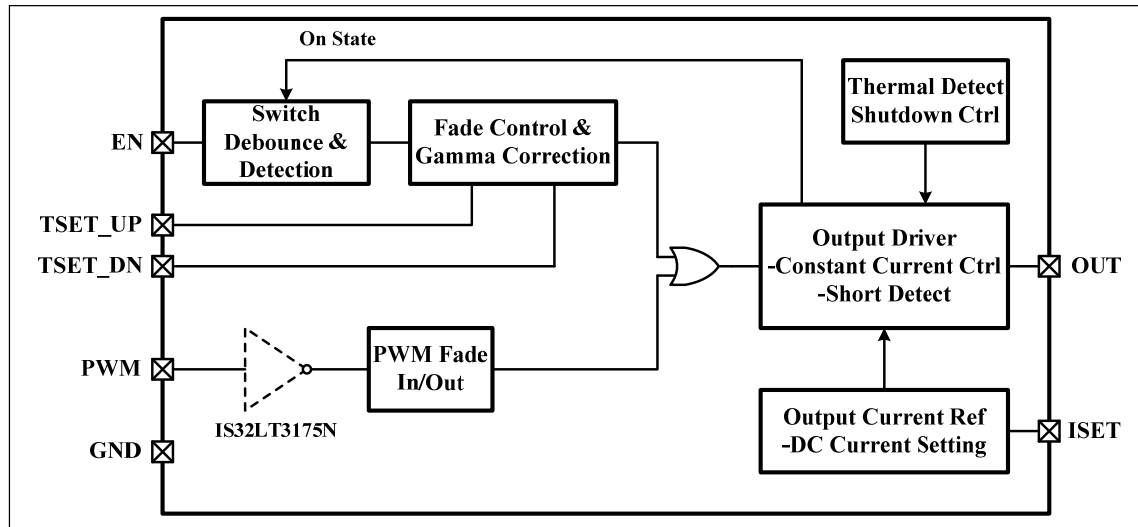 On State
Thermal Detect
Shutdown Ctrl
EN
Switch
Debounce &
Detection
Fade Control &
Gamma Correction
TSET_UP
TSET_DN
Output Driver
-Constant Current Ctrl
-Short Detect
OUT
PWM
PWM Fade
In/Out
IS32LT3175N
GND
Output Current Ref
-DC Current Setting
ISET